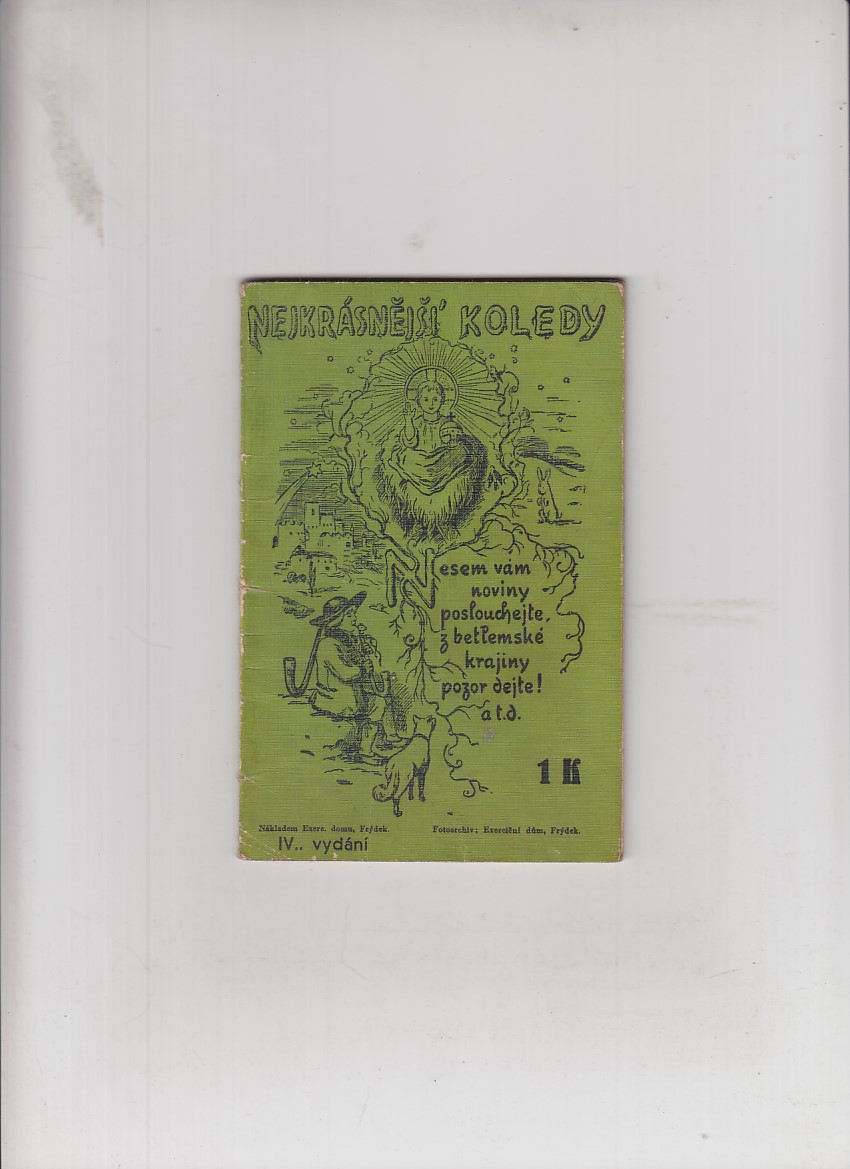 NEJKRÁSNĚJŠÍ KOLEDY
Nesem vám
noviny
poslouchejte,
z betlemské
krajiny
pozor dejte!
a t.d.
1 K
Nákladem Exerc. domu, Frýdek.
Fotoarchiv; Exerciční dům, Frýdek.
IV.. vydání